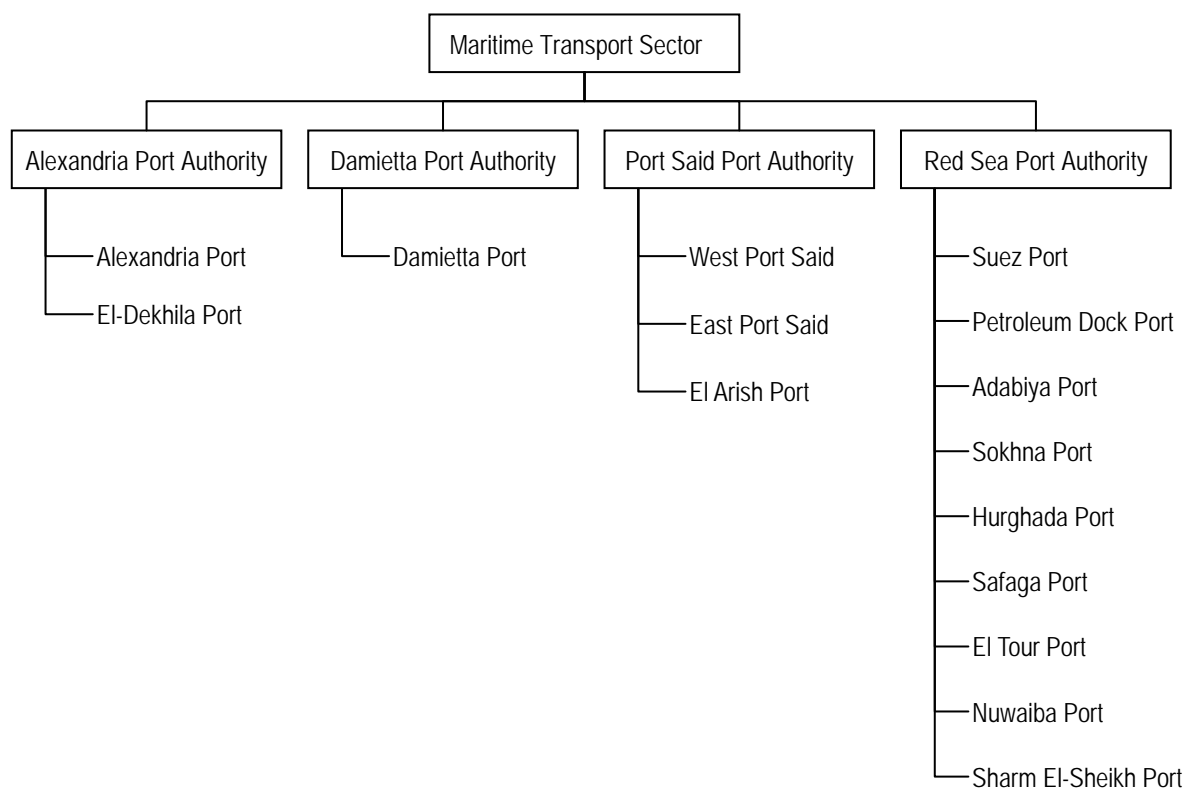 Maritime Transport Sector
Alexandria Port Authority
Damietta Port Authority
Port Said Port Authority
Red Sea Port Authority
Alexandria Port
El-Dekhila Port
Damietta Port
West Port Said
East Port Said
El Arish Port
Suez Port
Petroleum Dock Port
Adabiya Port
Sokhna Port
Hurghada Port
Safaga Port
El Tour Port
Nuwaiba Port
Sharm El-Sheikh Port